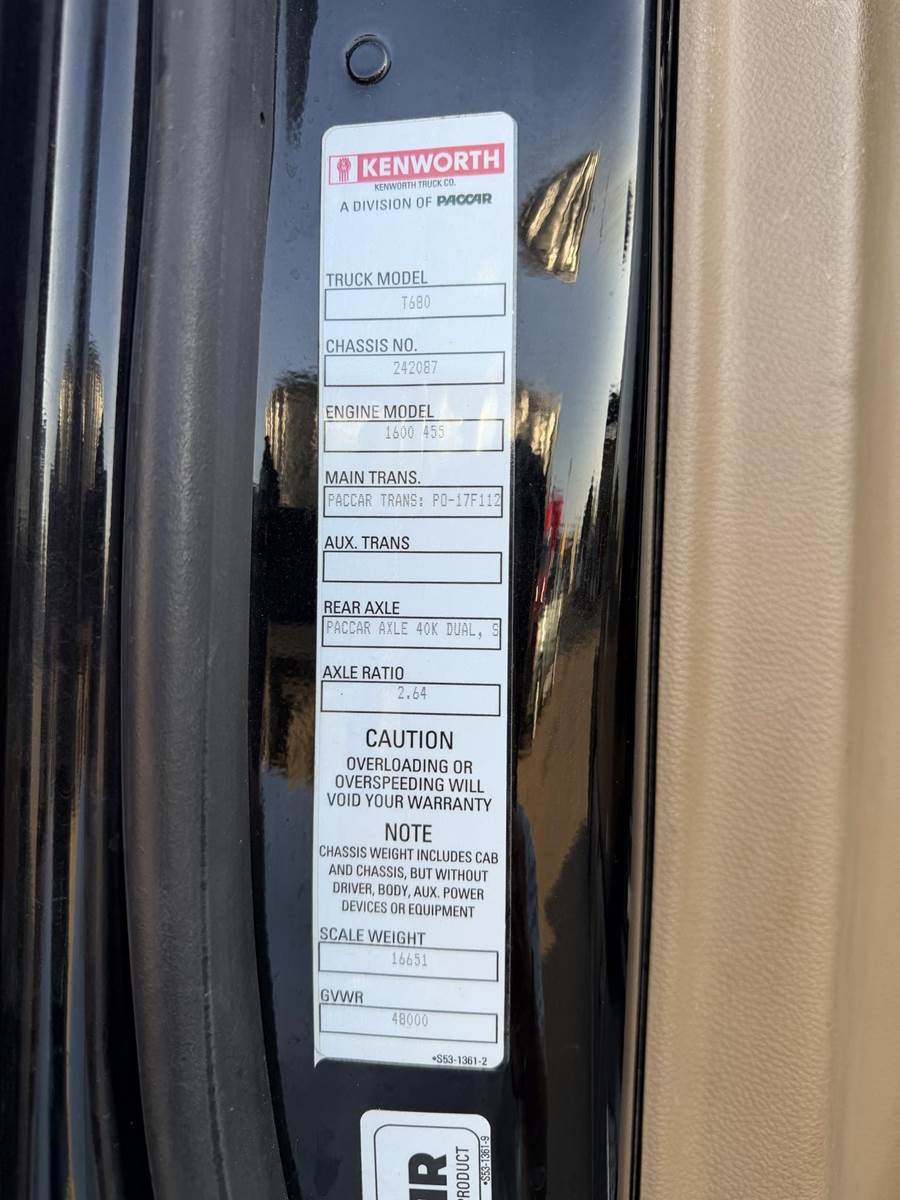 KENWORTH
KENWORTH TRUCK CO.
A DIVISION OF PACCAR
TRUCK MODEL
T680
CHASSIS NO.
242087
ENGINE MODEL
1600 455
MAIN TRANS.
PACCAR TRANS: PO-17F112
AUX. TRANS
REAR AXLE
PACCAR AXLE 40K DUAL, S
AXLE RATIO
2.64
CAUTION
OVERLOADING OR
OVERSPEEDING WILL
VOID YOUR WARRANTY
NOTE
CHASSIS WEIGHT INCLUDES CAB
AND CHASSIS, BUT WITHOUT
DRIVER, BODY, AUX. POWER
DEVICES OR EQUIPMENT
SCALE WEIGHT
16651
GVWR
48000
*S53-1361-2
PRODUCT
*S53-1361-9